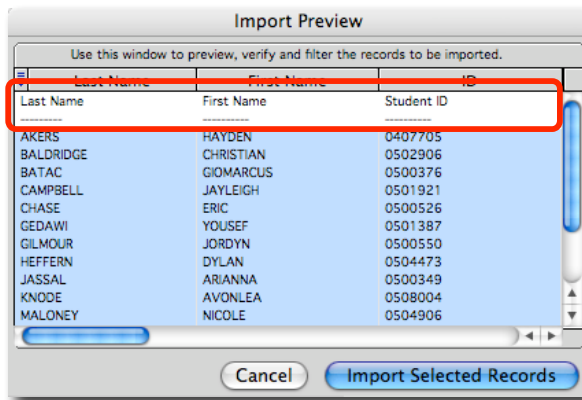 Import Preview
Use this window to preview, verify and filter the records to be imported.
Last Name First Name ID
Last Name First Name Student ID
--------- ---------- ----------
AKERS HAYDEN 0407705
BALDRIDGE CHRISTIAN 0502906
BATAC GIOMARCUS 0500376
CAMPBELL JAYLEIGH 0501921
CHASE ERIC 0500526
GEDAWI YOUSEF 0501387
GILMOUR JORDYN 0500550
HEFFERN DYLAN 0504473
JASSAL ARIANNA 0500349
KNODE AVONLEA 0508004
MALONEY NICOLE 0504906
Cancel Import Selected Records